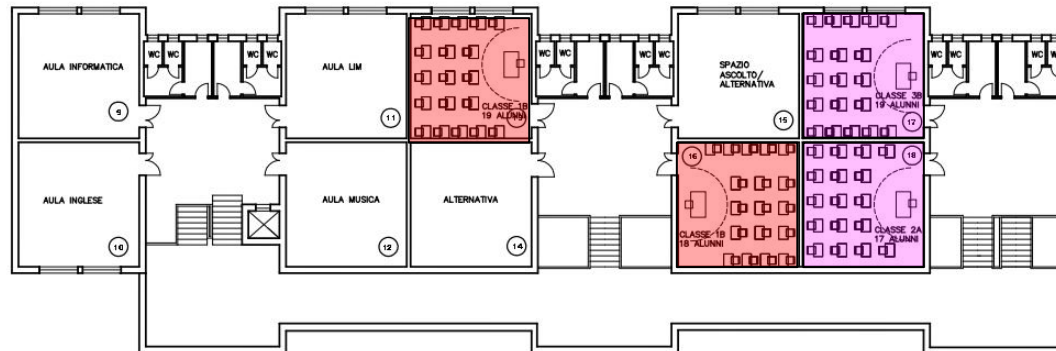 WC WC
WC WC
WC WC
WC WC
WC WC
AULA INFORMATICA
9
AULA LIM
11
CLASSE 1B
19 ALUNNI
13
SPAZIO
ASCOLTO/
ALTERNATIVA
15
CLASSE 3B
19 ALUNNI
17
AULA INGLESE
10
AULA MUSICA
12
ALTERNATIVA
14
16
CLASSE 1B
18 ALUNNI
18
CLASSE 2A
17 ALUNNI